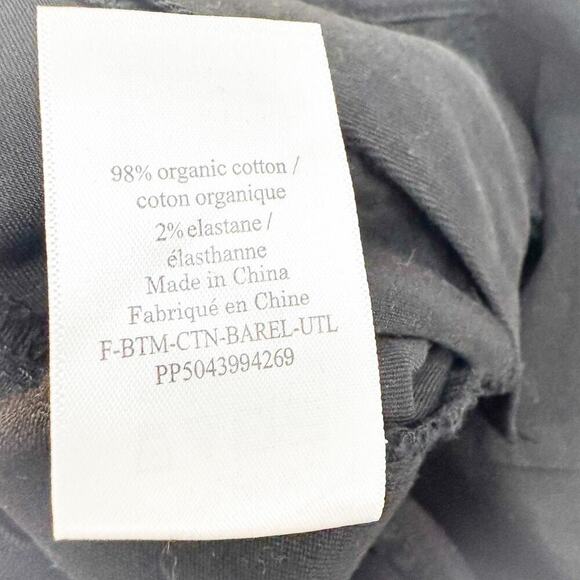 98% organic cotton /
coton organique
2% elastane /
élasthanne
Made in China
Fabriqué en Chine
F-BTM-CTN-BAREL-UTL
PP5043994269